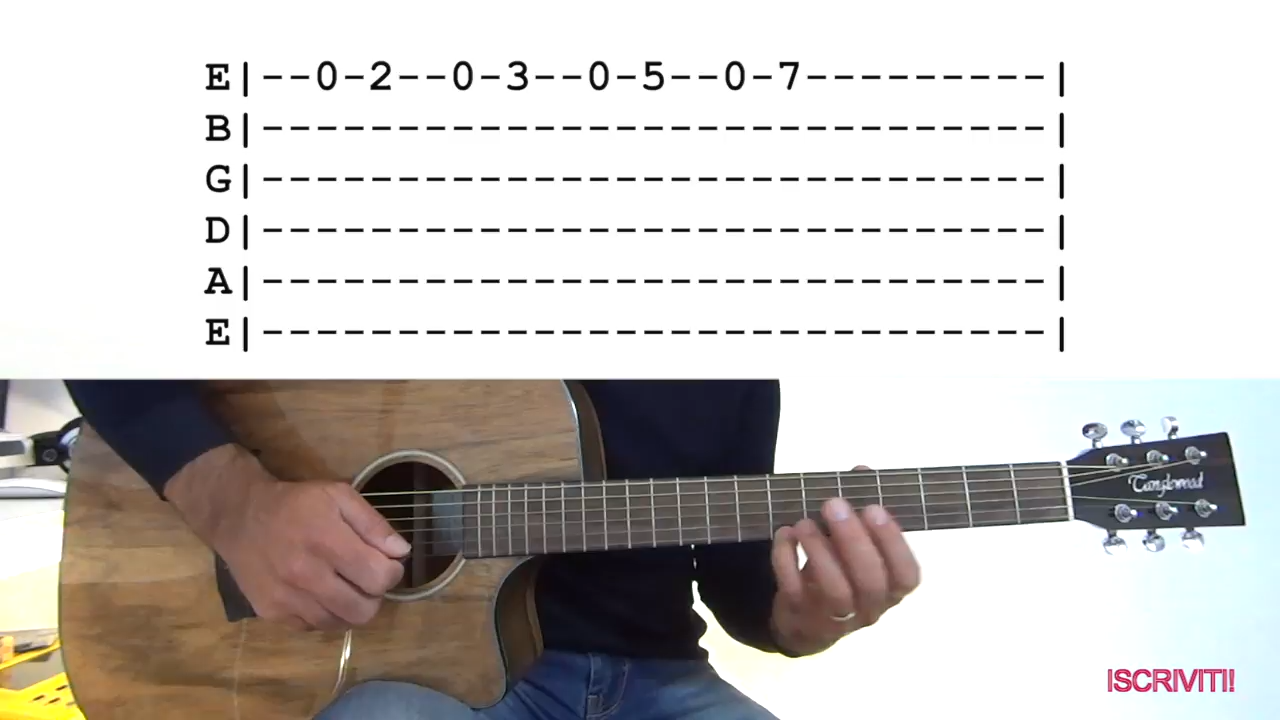 E|--0-2--0-3--0-5--0-7---------|
B|-----------------------------|
G|-----------------------------|
D|-----------------------------|
A|-----------------------------|
E|-----------------------------|
Tanglewood
ISCRIVITI!